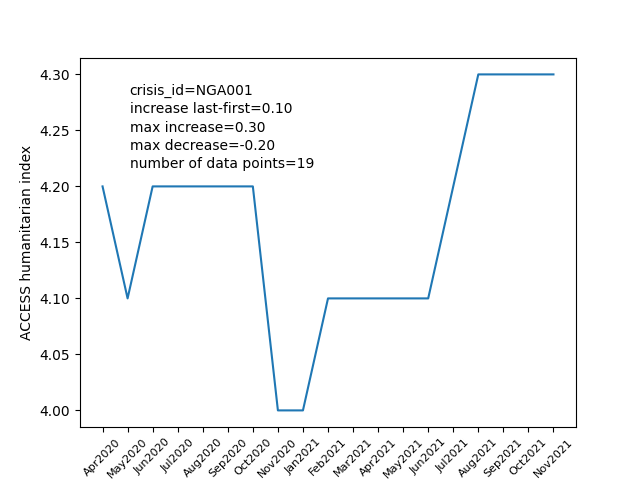 crisis_id=NGA001
increase last-first=0.10
max increase=0.30
max decrease=-0.20
number of data points=19
ACCESS humanitarian index
4.30
4.25
4.20
4.15
4.10
4.05
4.00
Apr2020
May2020
Jun2020
Jul2020
Aug2020
Sep2020
Oct2020
Nov2020
Jan2021
Feb2021
Mar2021
Apr2021
May2021
Jun2021
Jul2021
Aug2021
Sep2021
Oct2021
Nov2021